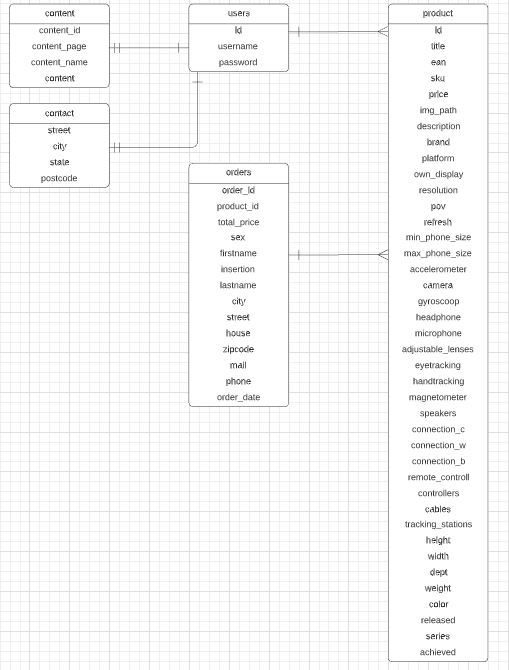 content
content_id
content_page
content_name
content
contact
street
city
state
postcode
users
id
username
password
orders
order_id
product_id
total_price
sex
firstname
insertion
lastname
city
street
house
zipcode
mail
phone
order_date
product
id
title
ean
sku
price
img_path
description
brand
platform
own_display
resolution
pov
refresh
min_phone_size
max_phone_size
accelerometer
camera
gyroscoop
headphone
microphone
adjustable_lenses
eyetracking
handtracking
magnetometer
speakers
connection_c
connection_w
connection_b
remote_controll
controllers
cables
tracking_stations
height
width
dept
weight
color
released
series
achieved